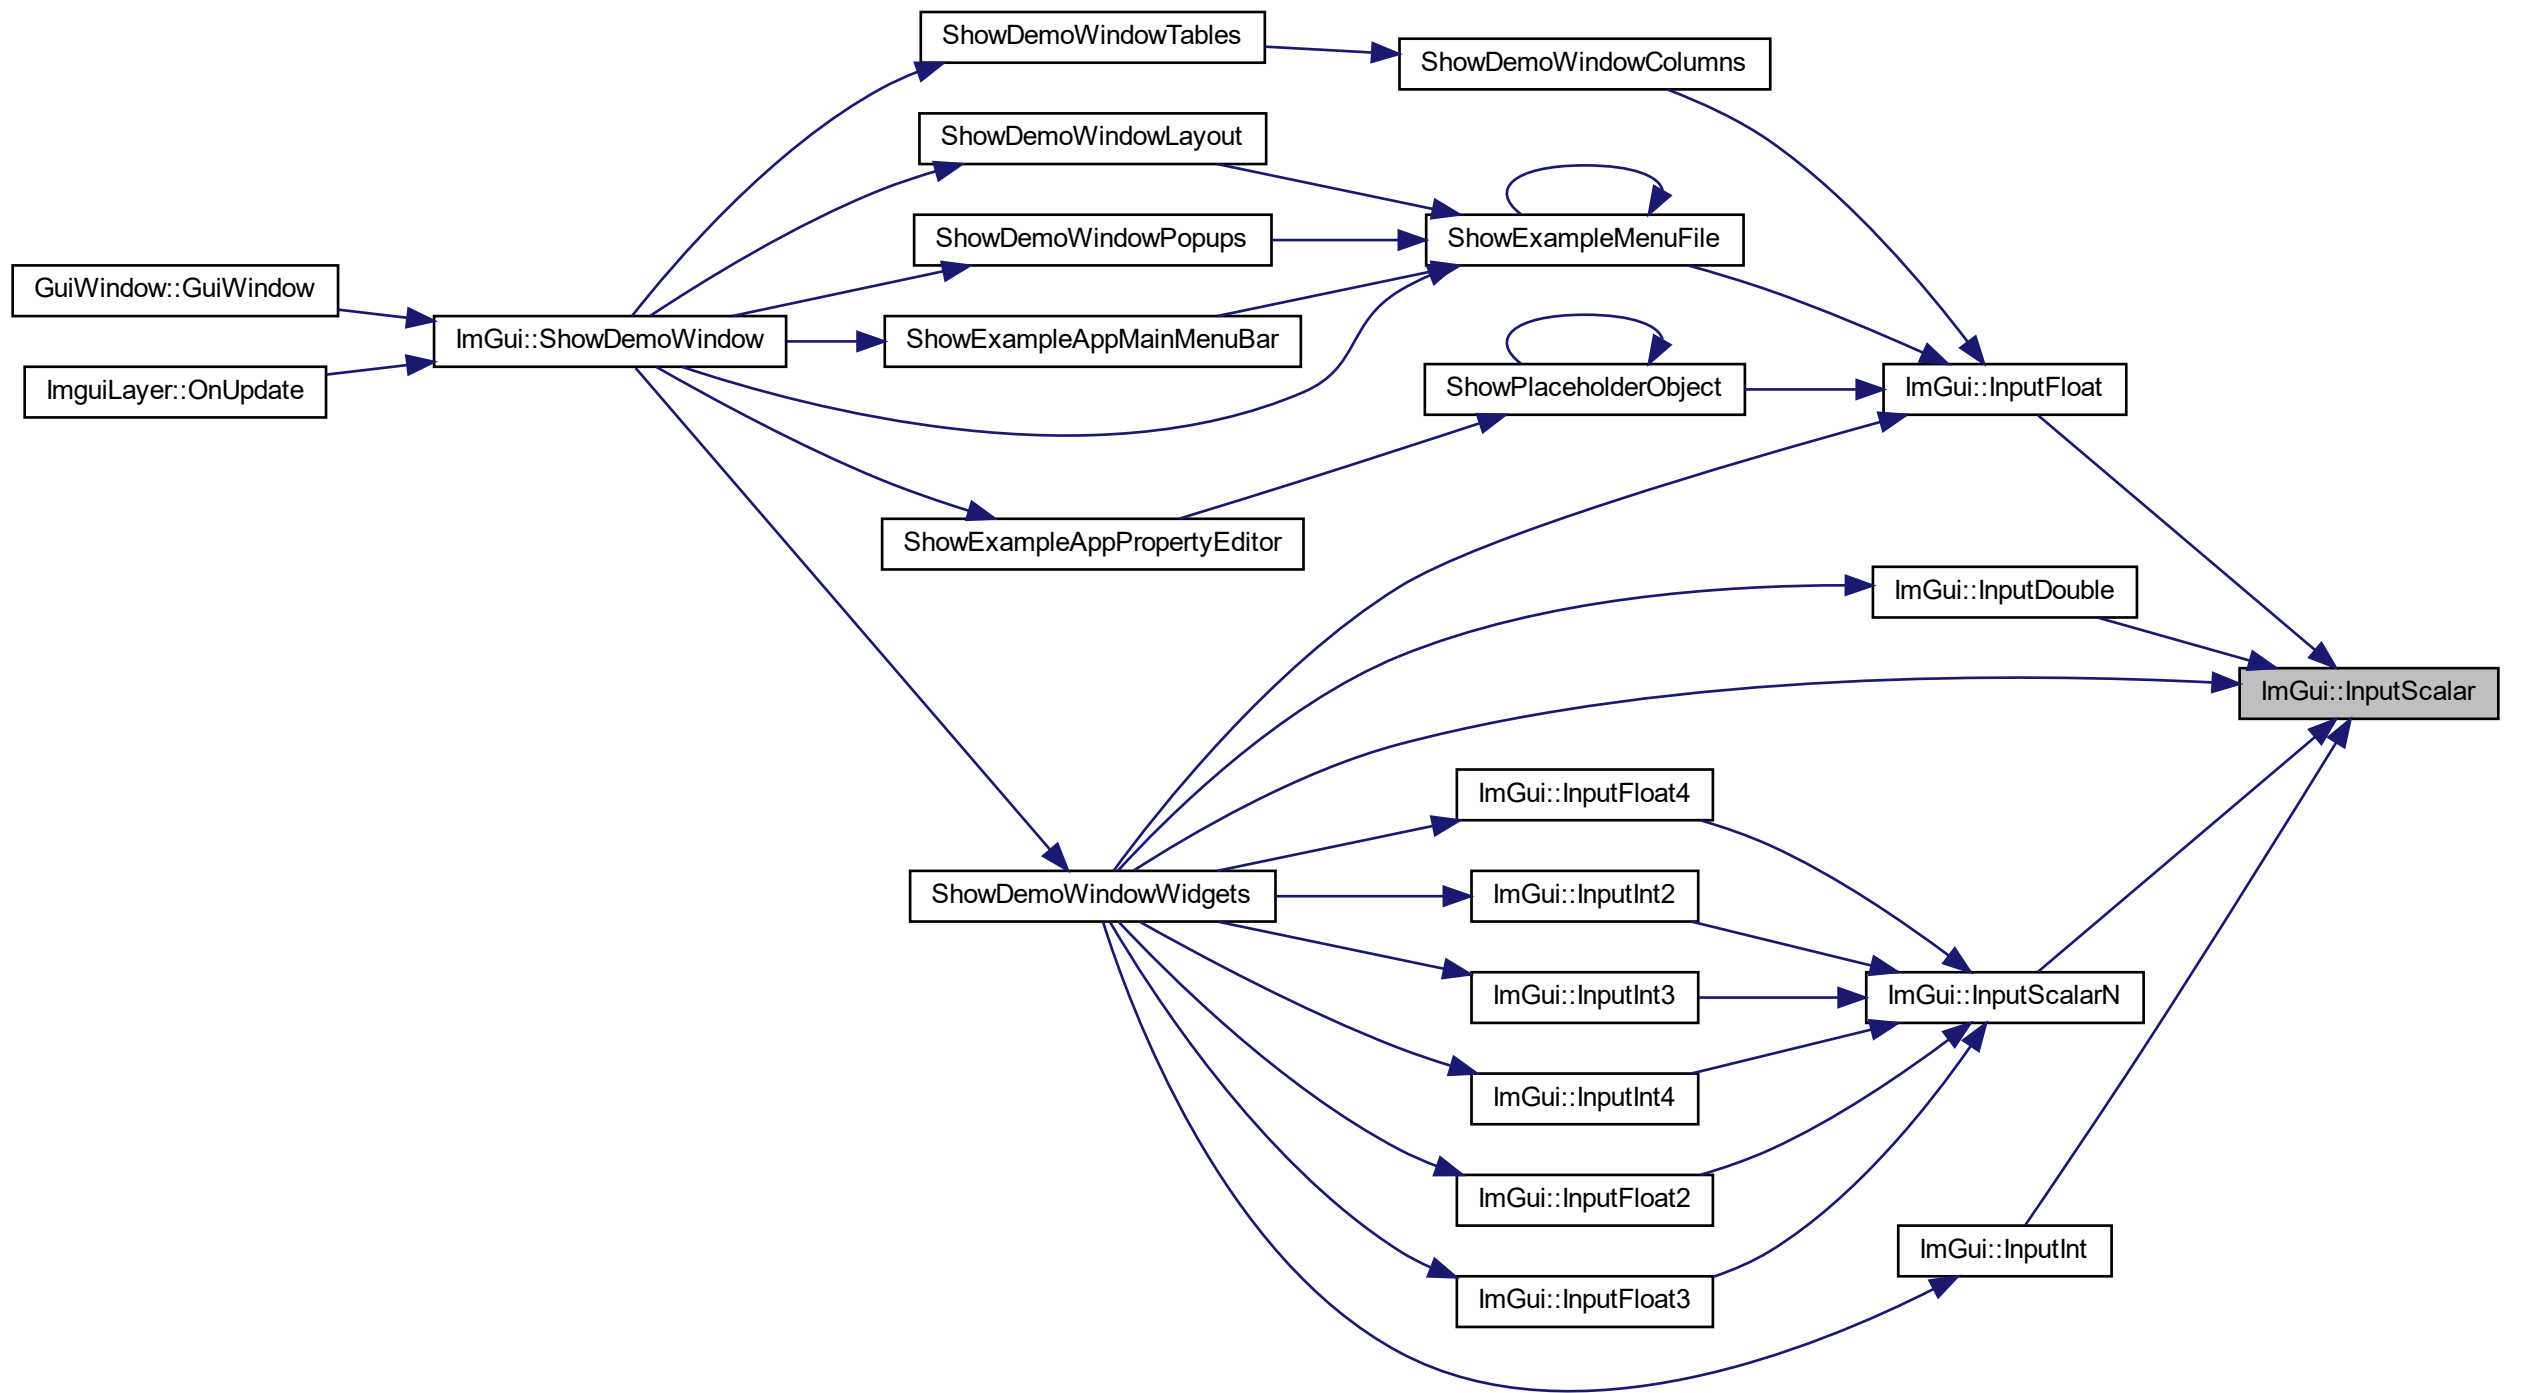 ShowDemoWindowTables
ShowDemoWindowColumns
ShowDemoWindowLayout
ShowDemoWindowPopups
ShowExampleMenuFile
GuiWindow::GuiWindow
ImGui::ShowDemoWindow
ShowExampleAppMainMenuBar
ImguiLayer::OnUpdate
ShowPlaceholderObject
ImGui::InputFloat
ShowExampleAppPropertyEditor
ImGui::InputDouble
ImGui::InputScalar
ImGui::InputFloat4
ShowDemoWindowWidgets
ImGui::InputInt2
ImGui::InputInt3
ImGui::InputScalarN
ImGui::InputInt4
ImGui::InputFloat2
ImGui::InputInt
ImGui::InputFloat3